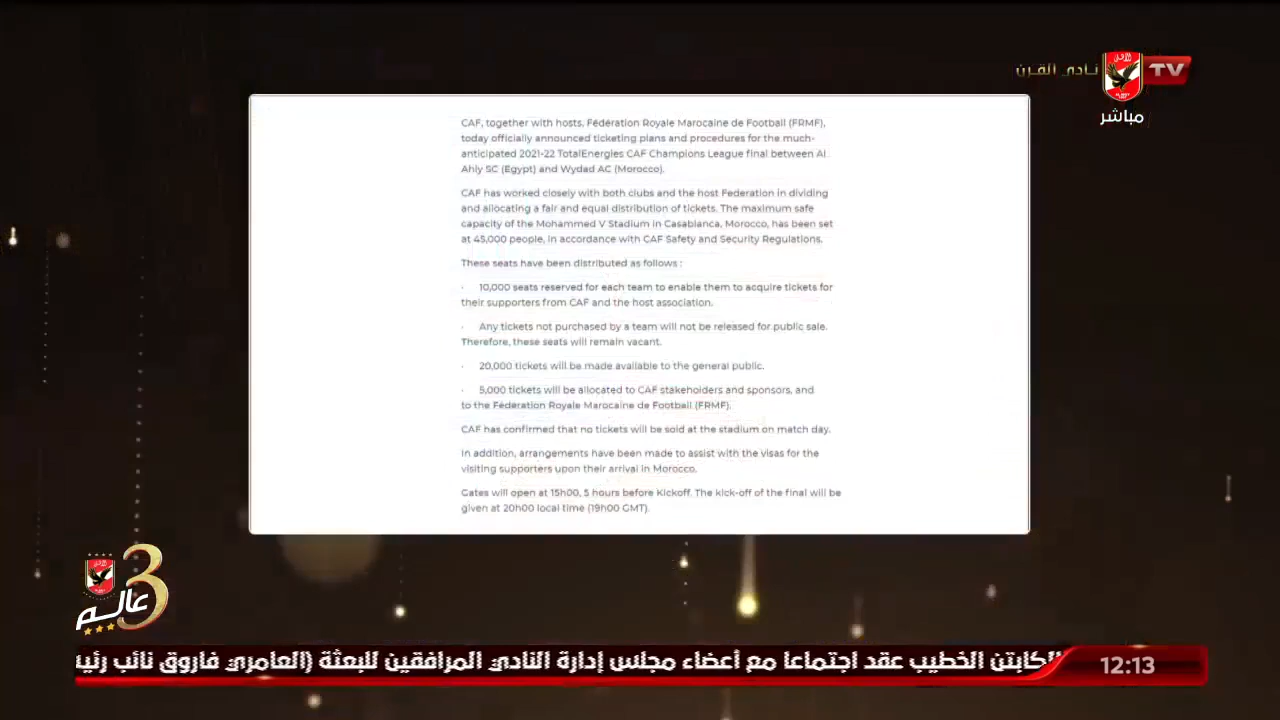 نادي القرن
TV
مباشر
CAF, together with hosts, Fédération Royale Marocaine de Football (FRMF),
today officially announced ticketing plans and procedures for the much-
anticipated 2021-22 TotalEnergies CAF Champions League final between Al
Ahly SC (Egypt) and Wydad AC (Morocco).
CAF has worked closely with both clubs and the host Federation in dividing
and allocating a fair and equal distribution of tickets. The maximum safe
capacity of the Mohammed V Stadium in Casablanca, Morocco, has been set
at 45,000 people, in accordance with CAF Safety and Security Regulations.
These seats have been distributed as follows :
· 10,000 seats reserved for each team to enable them to acquire tickets for
their supporters from CAF and the host association.
· Any tickets not purchased by a team will not be released for public sale.
Therefore, these seats will remain vacant.
· 20,000 tickets will be made available to the general public.
· 5,000 tickets will be allocated to CAF stakeholders and sponsors, and
to the Fédération Royale Marocaine de Football (FRMF).
CAF has confirmed that no tickets will be sold at the stadium on match day.
In addition, arrangements have been made to assist with the visas for the
visiting supporters upon their arrival in Morocco.
Gates will open at 15h00, 5 hours before Kickoff. The kick-off of the final will be
given at 20h00 local time (19h00 GMT).
3
عالم
الكابتن الخطيب عقد اجتماعا مع أعضاء مجلس إدارة النادي المرافقين للبعثة (العامري فاروق نائب رئيـ
12:13